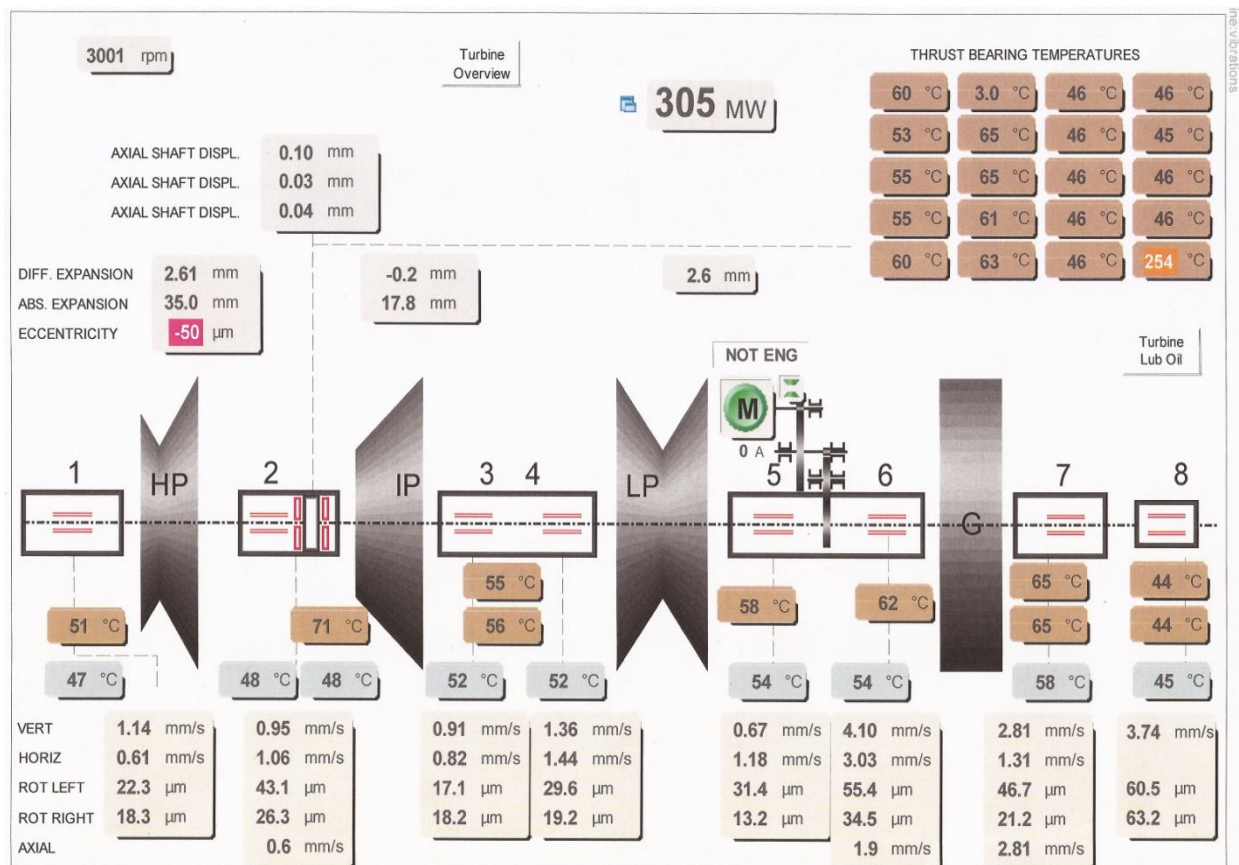 3001 rpm
Turbine
Overview
305 MW
THRUST BEARING TEMPERATURES
60 °C 3.0 °C 46 °C 46 °C
53 °C 65 °C 46 °C 45 °C
55 °C 65 °C 46 °C 46 °C
55 °C 61 °C 46 °C 46 °C
60 °C 63 °C 46 °C 254 °C
AXIAL SHAFT DISPL. 0.10 mm
AXIAL SHAFT DISPL. 0.03 mm
AXIAL SHAFT DISPL. 0.04 mm
DIFF. EXPANSION 2.61 mm -0.2 mm 2.6 mm
ABS. EXPANSION 35.0 mm 17.8 mm
ECCENTRICITY -50 µm
Turbine
Lub Oil
NOT ENG
M
0 A
1 HP 2 IP 3 4 LP 5 6 G 7 8
55 °C 65 °C 44 °C
51 °C 71 °C 56 °C 58 °C 62 °C 65 °C 44 °C
47 °C 48 °C 48 °C 52 °C 52 °C 54 °C 54 °C 58 °C 45 °C
VERT 1.14 mm/s 0.95 mm/s 0.91 mm/s 1.36 mm/s 0.67 mm/s 4.10 mm/s 2.81 mm/s 3.74 mm/s
HORIZ 0.61 mm/s 1.06 mm/s 0.82 mm/s 1.44 mm/s 1.18 mm/s 3.03 mm/s 1.31 mm/s
ROT LEFT 22.3 µm 43.1 µm 17.1 µm 29.6 µm 31.4 µm 55.4 µm 46.7 µm 60.5 µm
ROT RIGHT 18.3 µm 26.3 µm 18.2 µm 19.2 µm 13.2 µm 34.5 µm 21.2 µm 63.2 µm
AXIAL 0.6 mm/s 1.9 mm/s 2.81 mm/s
ine:vibrations